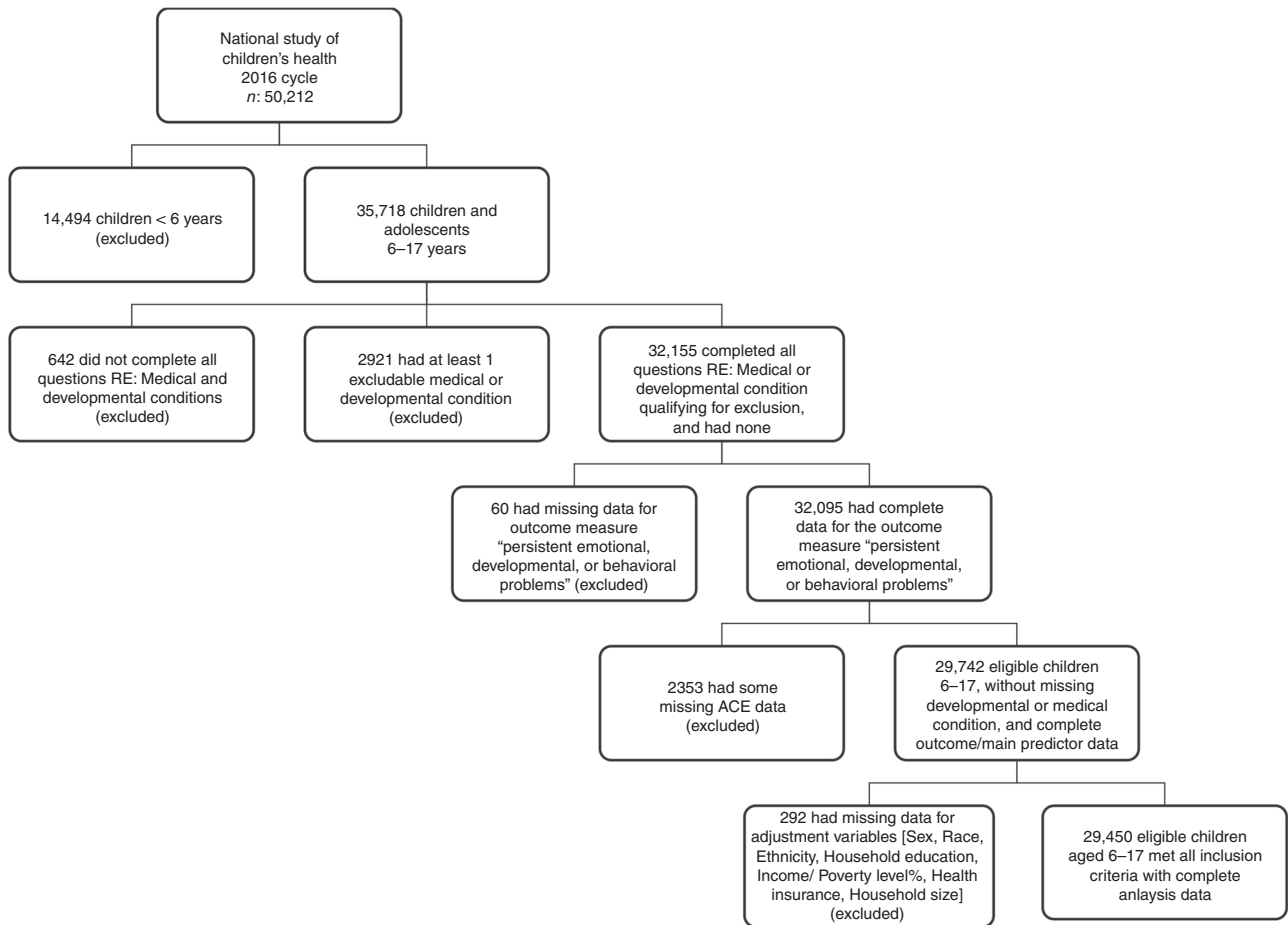 National study of
children's health
2016 cycle
n: 50,212
14,494 children < 6 years
(excluded)
35,718 children and
adolescents
6–17 years
642 did not complete all
questions RE: Medical and
developmental conditions
(excluded)
2921 had at least 1
excludable medical or
developmental condition
(excluded)
32,155 completed all
questions RE: Medical or
developmental condition
qualifying for exclusion,
and had none
60 had missing data for
outcome measure
“persistent emotional,
developmental, or behavioral
problems” (excluded)
32,095 had complete
data for the outcome
measure “persistent
emotional, developmental,
or behavioral problems”
2353 had some
missing ACE data
(excluded)
29,742 eligible children
6–17, without missing
developmental or medical
condition, and complete
outcome/main predictor data
292 had missing data for
adjustment variables [Sex, Race,
Ethnicity, Household education,
Income/ Poverty level%, Health
insurance, Household size]
(excluded)
29,450 eligible children
aged 6–17 met all inclusion
criteria with complete
anlaysis data